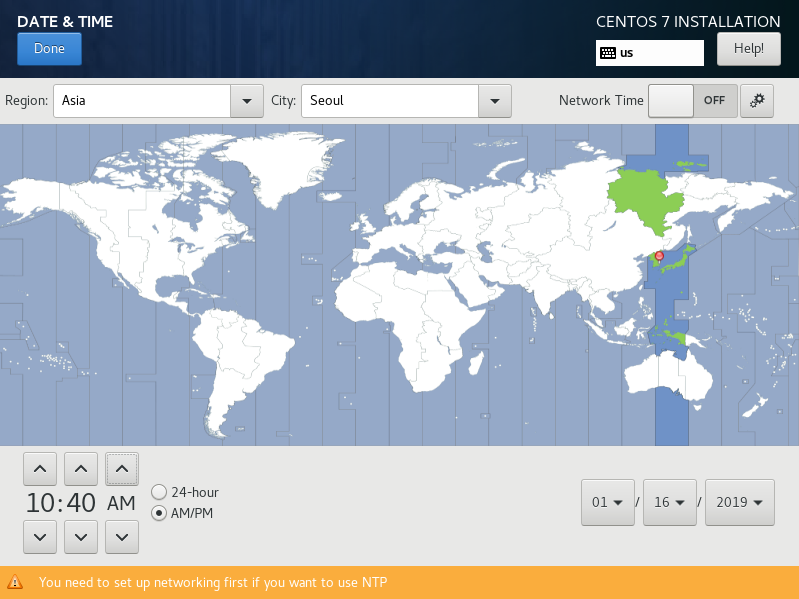 DATE & TIME
CENTOS 7 INSTALLATION
Done
us
Help!
Region:
Asia
City:
Seoul
Network Time
OFF
10:40 AM
24-hour
AM/PM
01 / 16 / 2019
You need to set up networking first if you want to use NTP